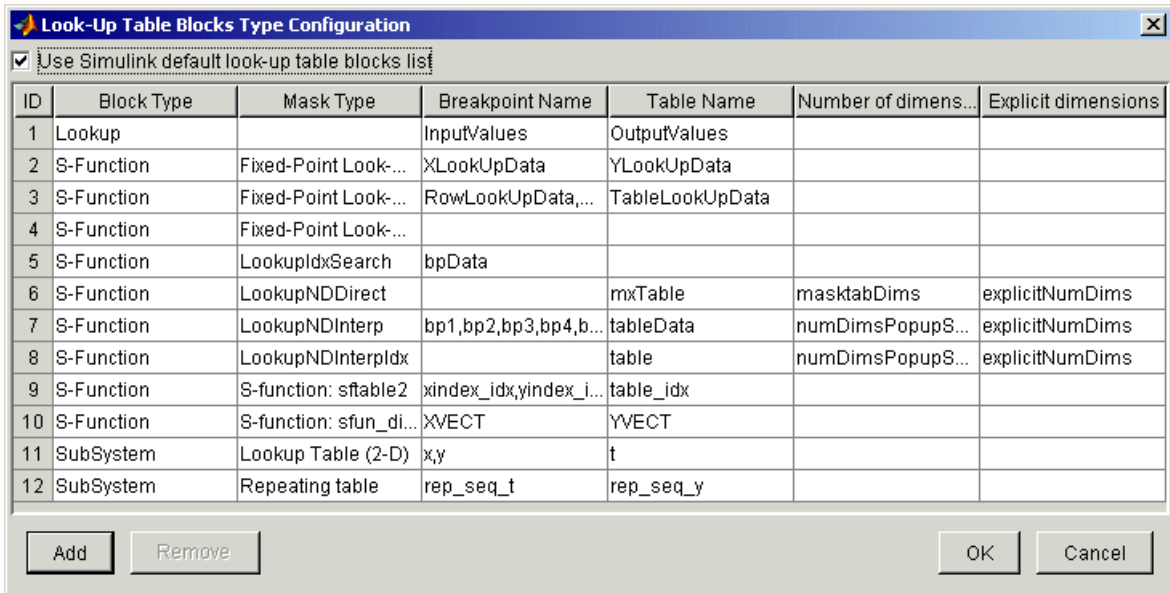 Look-Up Table Blocks Type Configuration
Use Simulink default look-up table blocks list
ID Block Type Mask Type Breakpoint Name Table Name Number of dimens... Explicit dimensions
1 Lookup InputValues OutputValues
2 S-Function Fixed-Point Look-... XLookUpData YLookUpData
3 S-Function Fixed-Point Look-... RowLookUpData,... TableLookUpData
4 S-Function Fixed-Point Look-...
5 S-Function LookupIdxSearch bpData
6 S-Function LookupNDDirect mxTable masktabDims explicitNumDims
7 S-Function LookupNDInterp bp1,bp2,bp3,bp4,b... tableData numDimsPopupS... explicitNumDims
8 S-Function LookupNDInterpIdx table numDimsPopupS... explicitNumDims
9 S-Function S-function: sftable2 xindex_idx,yindex_i... table_idx
10 S-Function S-function: sfun_di... XVECT YVECT
11 SubSystem Lookup Table (2-D) x,y t
12 SubSystem Repeating table rep_seq_t rep_seq_y
Add Remove OK Cancel